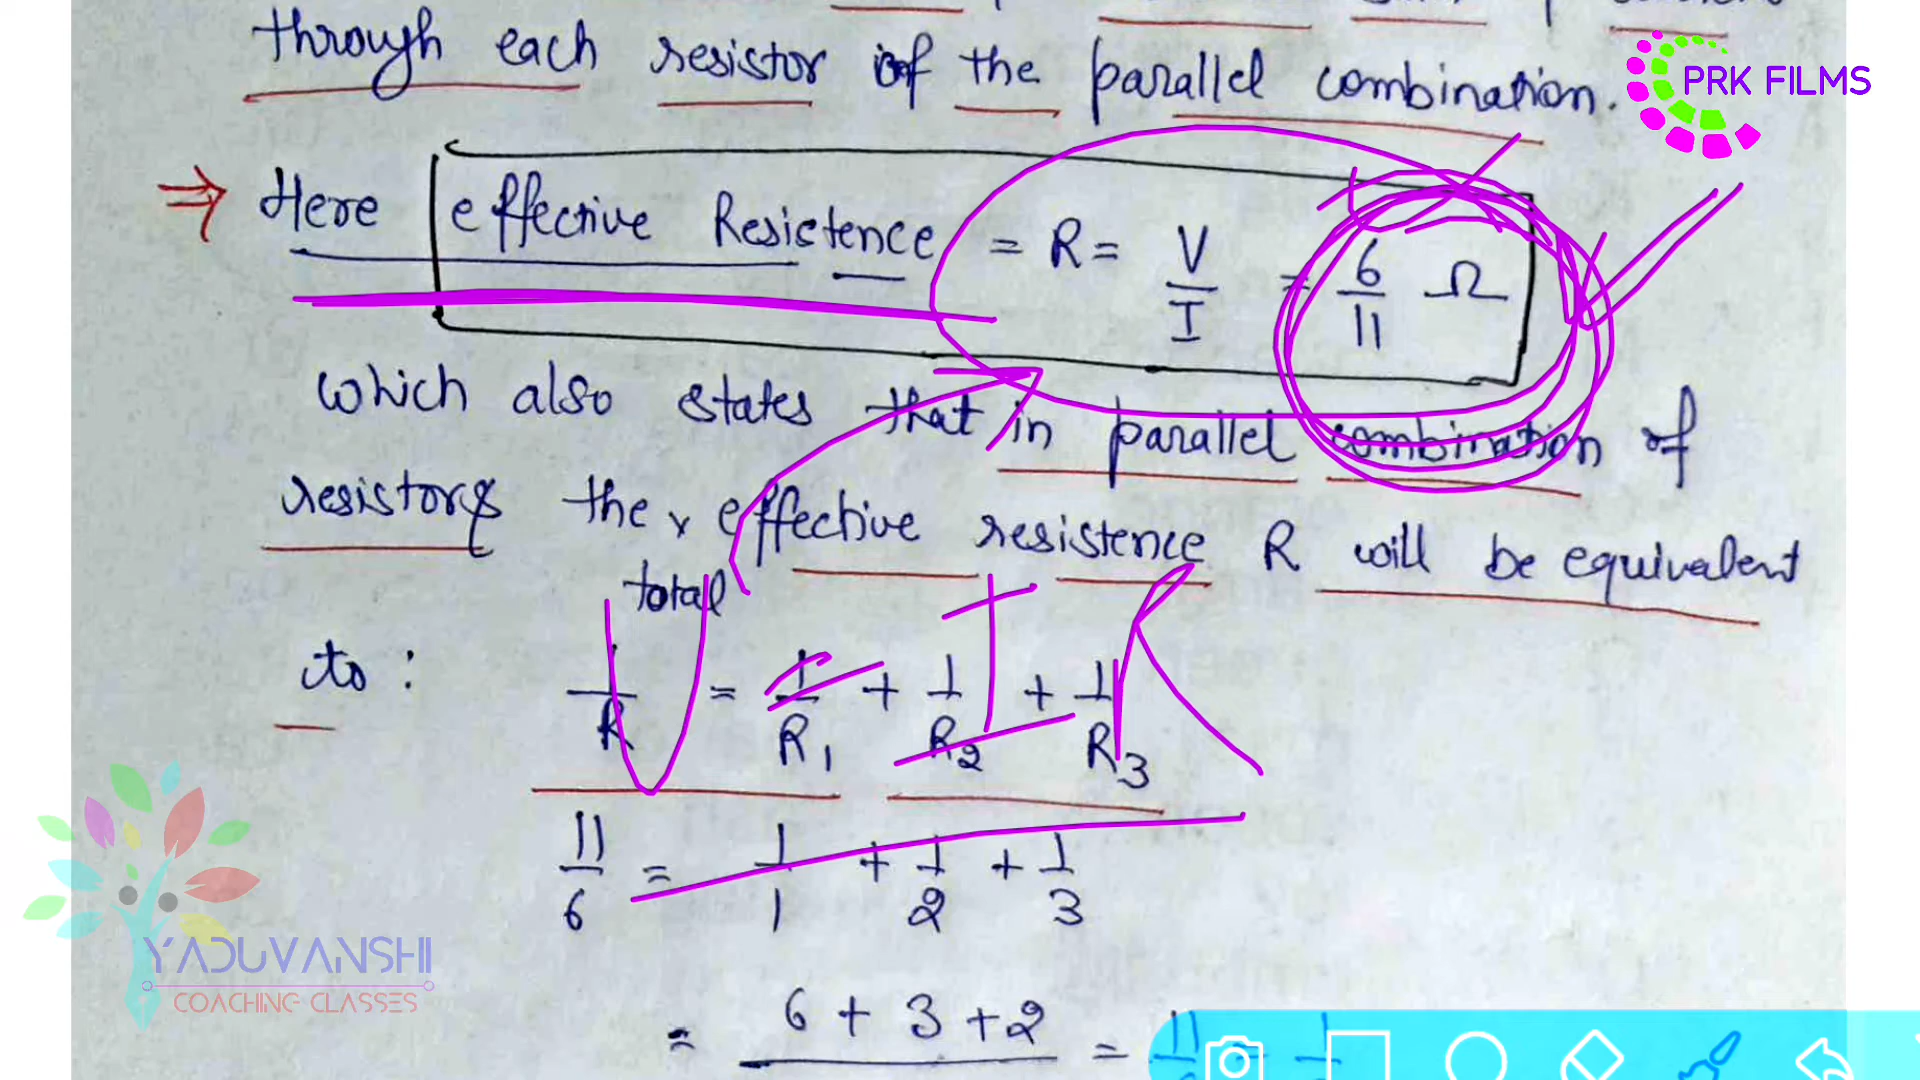 through each resistor of the parallel combination.
PRK FILMS
⇒ Here effective Resistence = R = V/I = 6/11 Ω
which also states that in parallel combination of
resistors the effective resistence R will be equivalent
total
to : 1/R = 1/R1 + 1/R2 + 1/R3
V I R
11/6 = 1/1 + 1/2 + 1/3
YADUVANSHI
COACHING CLASSES
= 6 + 3 + 2 = 11